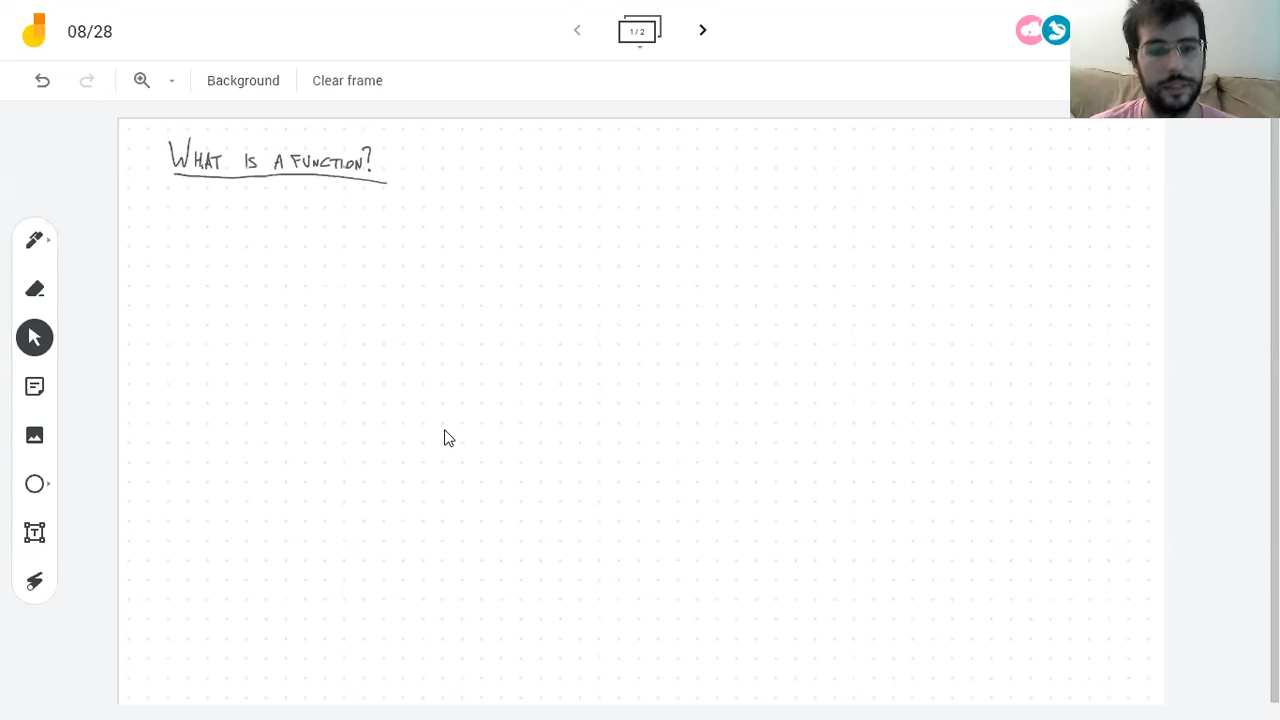 08/28
1/2
Background
Clear frame
WHAT IS A FUNCTION?
T